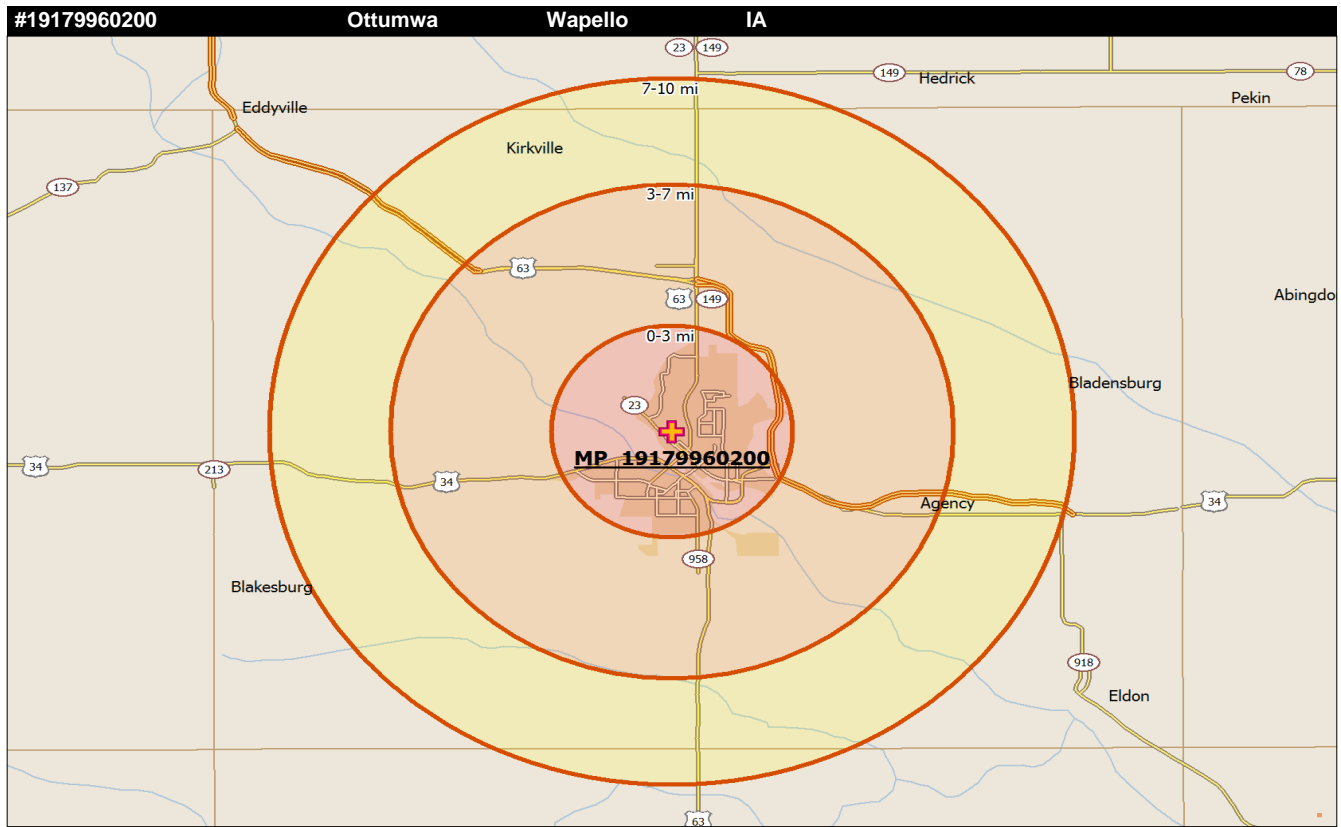 #19179960200 Ottumwa Wapello IA
23 149
149 Hedrick 78
7-10 mi
Pekin
Eddyville
Kirkville
137
3-7 mi
63
63 149
Abingdo
0-3 mi
Bladensburg
23
MP 19179960200
34 213 34
Agency 34
958
Blakesburg
918
Eldon
63